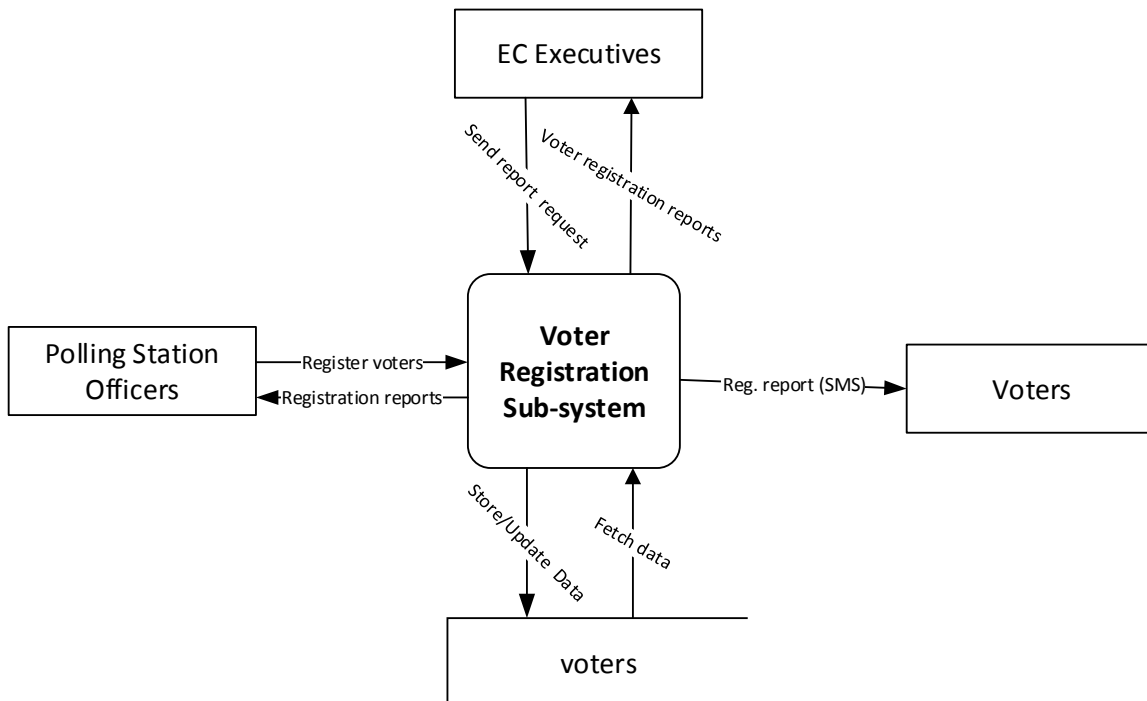 EC Executives
Send report request
Voter registration reports
Polling Station
Officers
Register voters
Registration reports
Voter
Registration
Sub-system
Reg. report (SMS)
Voters
Store/Update Data
Fetch data
voters